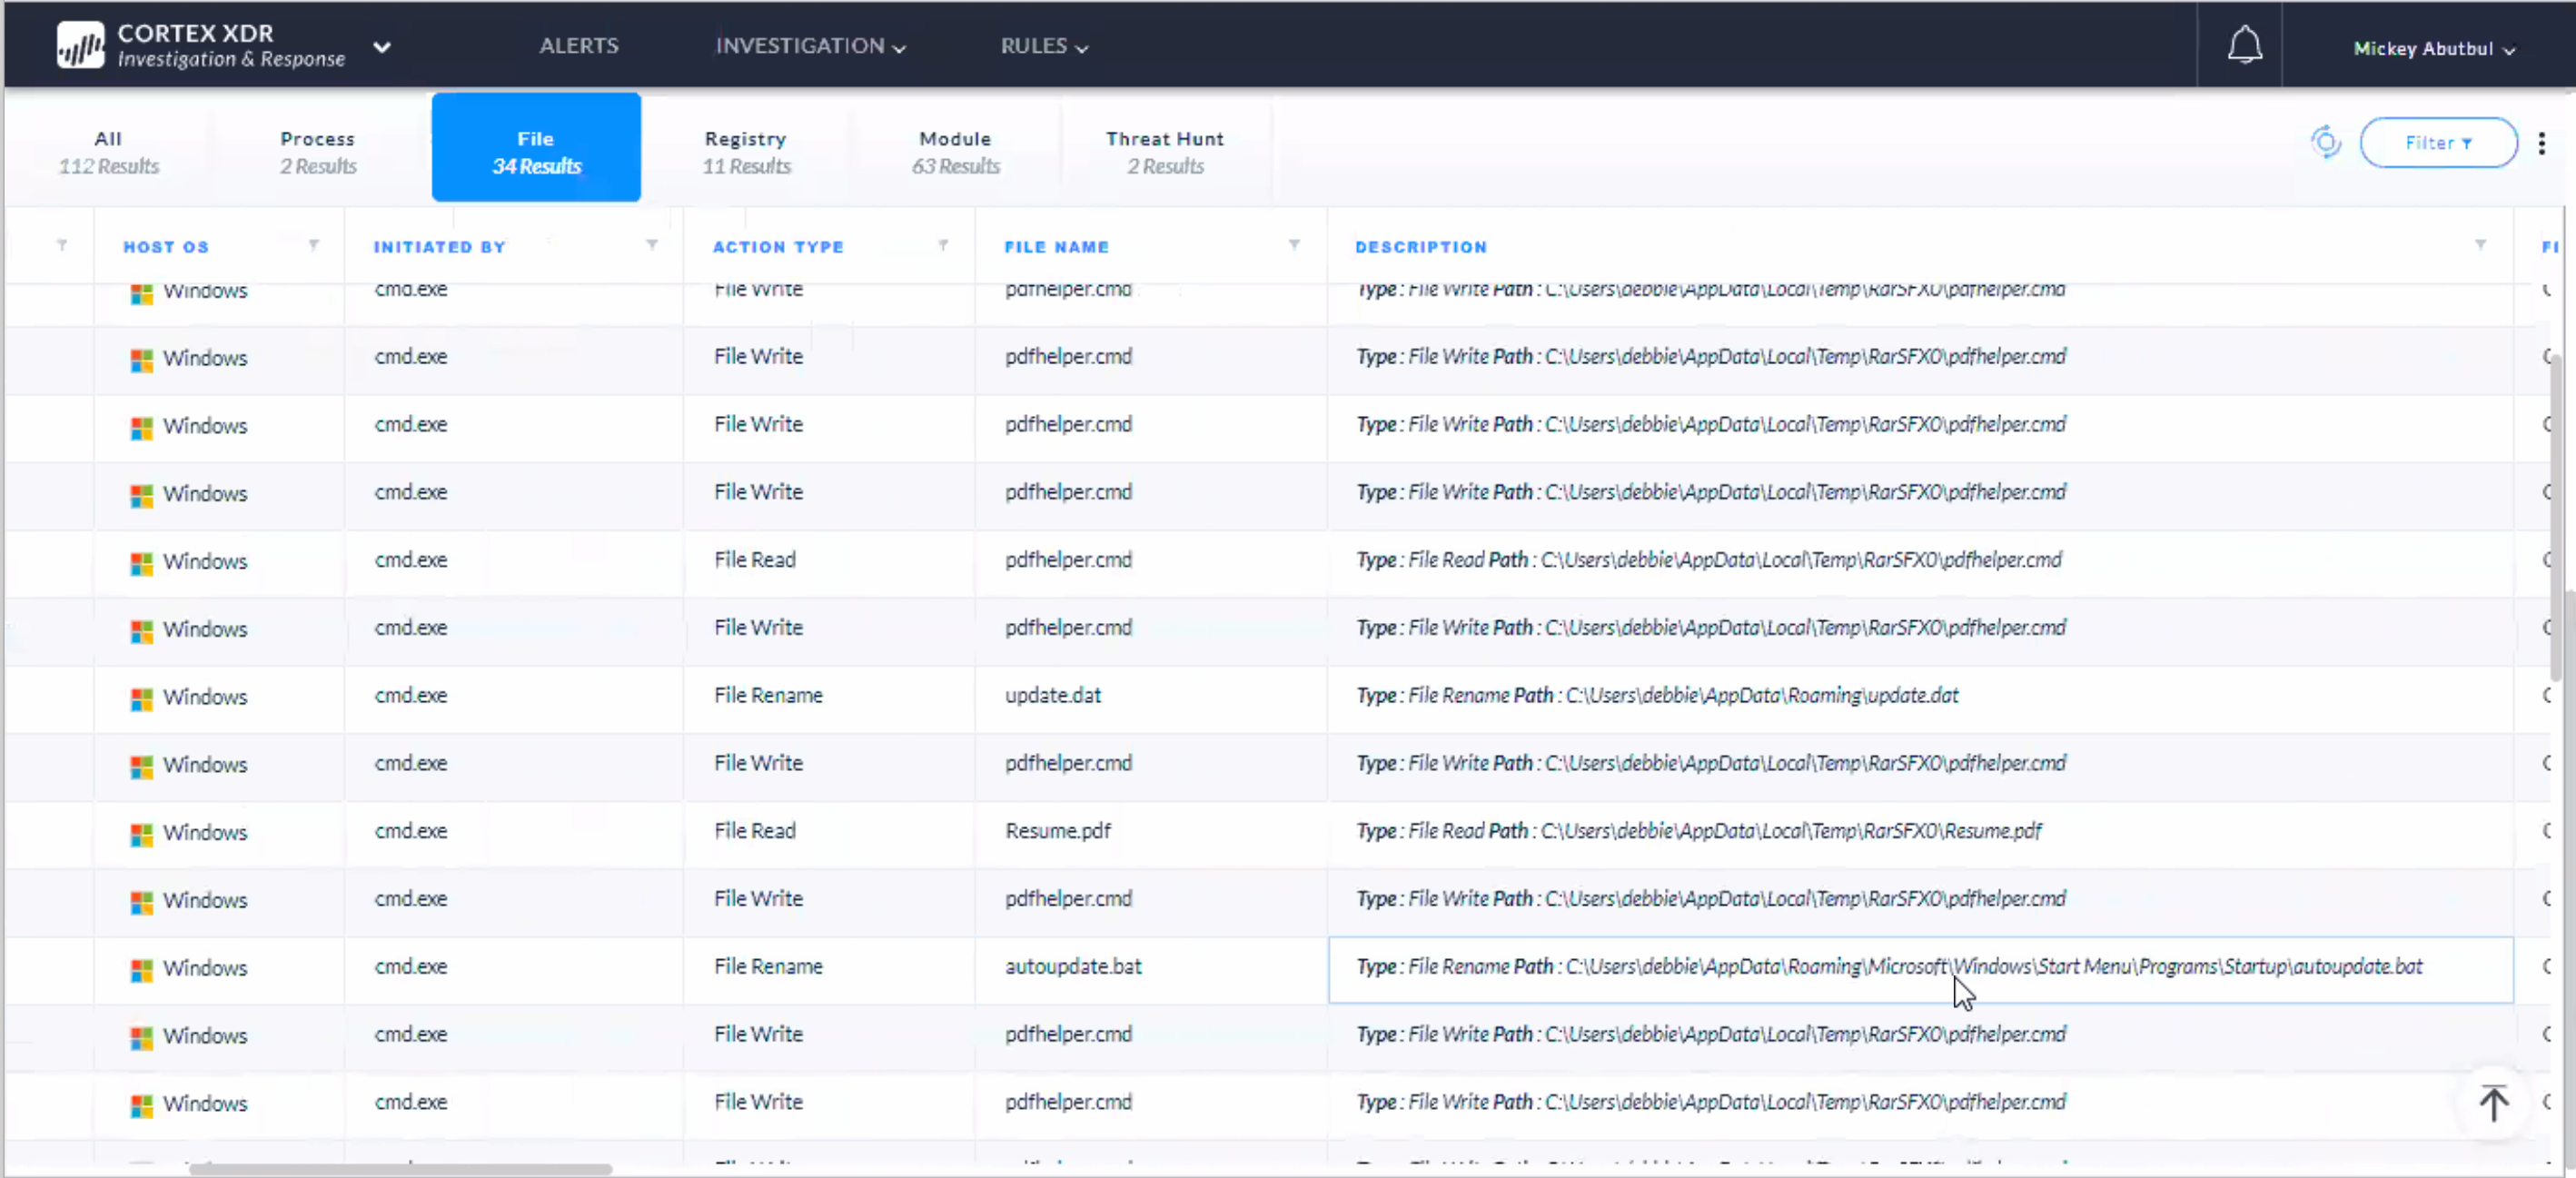 CORTEX XDR
Investigation & Response
ALERTS
INVESTIGATION
RULES
Mickey Abutbul
All
112 Results
Process
2 Results
File
34 Results
Registry
11 Results
Module
63 Results
Threat Hunt
2 Results
Filter
HOST OS INITIATED BY ACTION TYPE FILE NAME DESCRIPTION FI
Windows cmd.exe File Write pdfhelper.cmd Type : File Write Path : C:\Users\debbie\AppData\Local\Temp\RarSFX0\pdfhelper.cmd
Windows cmd.exe File Write pdfhelper.cmd Type : File Write Path : C:\Users\debbie\AppData\Local\Temp\RarSFX0\pdfhelper.cmd
Windows cmd.exe File Write pdfhelper.cmd Type : File Write Path : C:\Users\debbie\AppData\Local\Temp\RarSFX0\pdfhelper.cmd
Windows cmd.exe File Write pdfhelper.cmd Type : File Write Path : C:\Users\debbie\AppData\Local\Temp\RarSFX0\pdfhelper.cmd
Windows cmd.exe File Read pdfhelper.cmd Type : File Read Path : C:\Users\debbie\AppData\Local\Temp\RarSFX0\pdfhelper.cmd
Windows cmd.exe File Write pdfhelper.cmd Type : File Write Path : C:\Users\debbie\AppData\Local\Temp\RarSFX0\pdfhelper.cmd
Windows cmd.exe File Rename update.dat Type : File Rename Path : C:\Users\debbie\AppData\Roaming\update.dat
Windows cmd.exe File Write pdfhelper.cmd Type : File Write Path : C:\Users\debbie\AppData\Local\Temp\RarSFX0\pdfhelper.cmd
Windows cmd.exe File Read Resume.pdf Type : File Read Path : C:\Users\debbie\AppData\Local\Temp\RarSFX0\Resume.pdf
Windows cmd.exe File Write pdfhelper.cmd Type : File Write Path : C:\Users\debbie\AppData\Local\Temp\RarSFX0\pdfhelper.cmd
Windows cmd.exe File Rename autoupdate.bat Type : File Rename Path : C:\Users\debbie\AppData\Roaming\Microsoft\Windows\Start Menu\Programs\Startup\autoupdate.bat
Windows cmd.exe File Write pdfhelper.cmd Type : File Write Path : C:\Users\debbie\AppData\Local\Temp\RarSFX0\pdfhelper.cmd
Windows cmd.exe File Write pdfhelper.cmd Type : File Write Path : C:\Users\debbie\AppData\Local\Temp\RarSFX0\pdfhelper.cmd